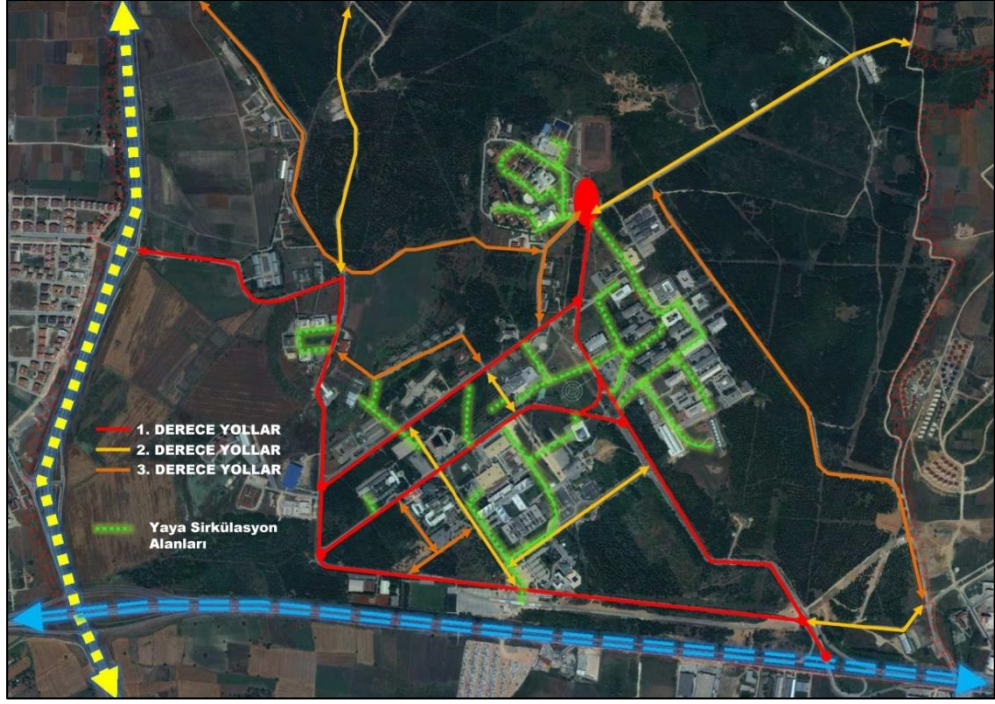 1. DERECE YOLLAR
2. DERECE YOLLAR
3. DERECE YOLLAR
Yaya Sirkülasyon
Alanları